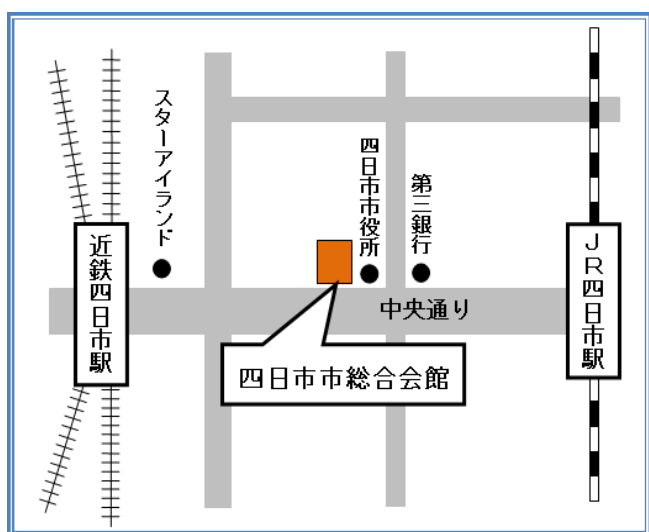 スターアイランド
四日市市役所
第三銀行
近鉄四日市駅
JR四日市駅
中央通り
四日市市総合会館